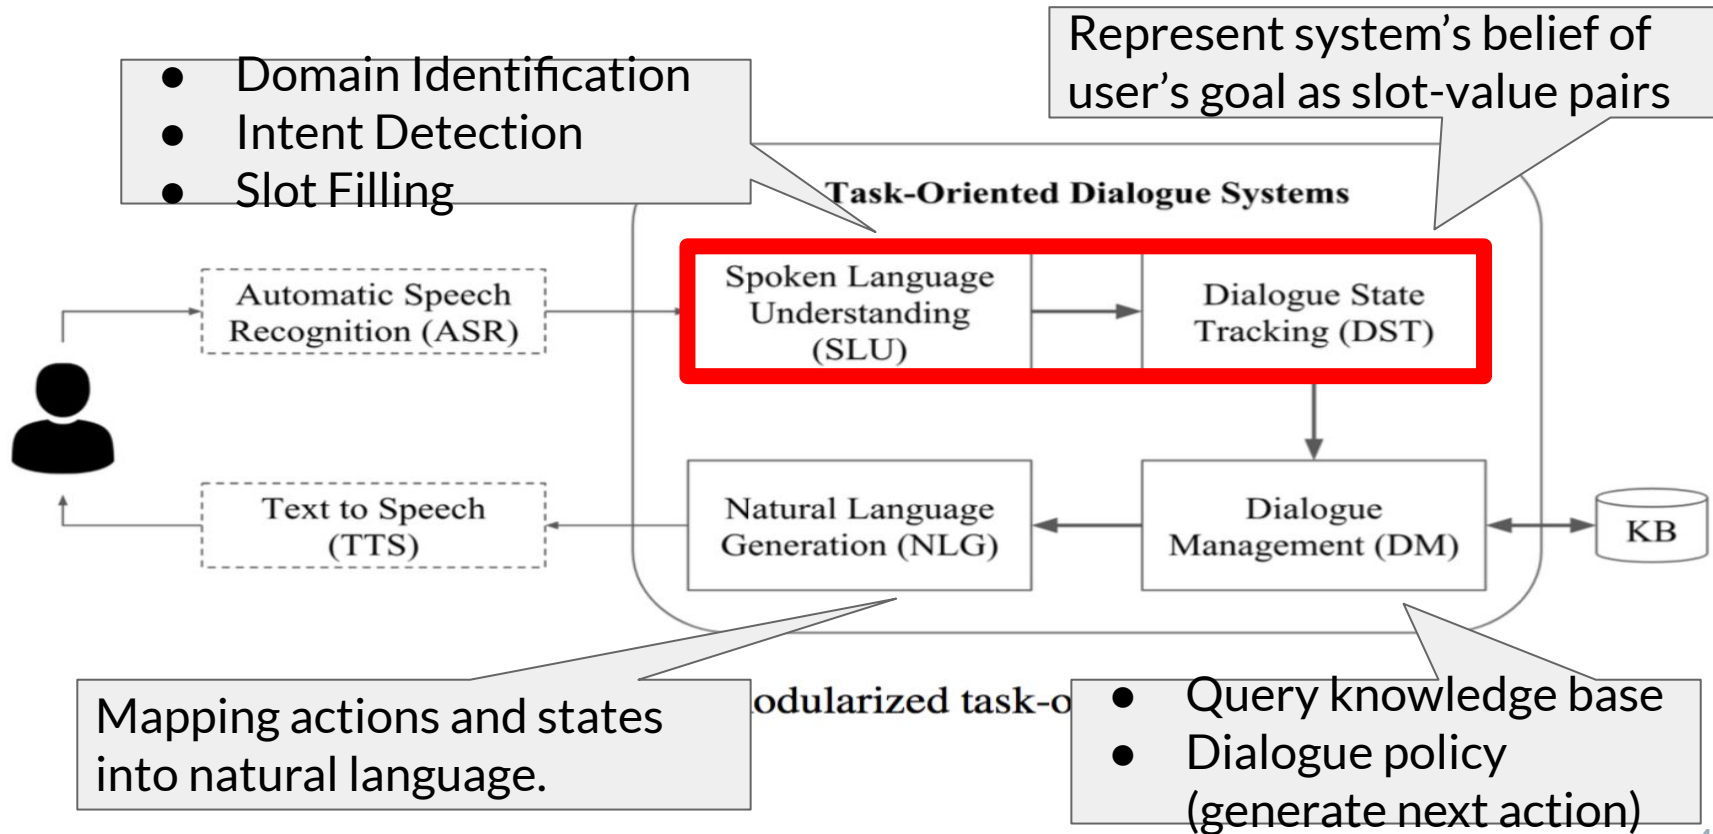 ● Domain Identification
● Intent Detection
● Slot Filling
Represent system’s belief of
user’s goal as slot-value pairs
Task-Oriented Dialogue Systems
Automatic Speech
Recognition (ASR)
Spoken Language
Understanding
(SLU)
Dialogue State
Tracking (DST)
Text to Speech
(TTS)
Natural Language
Generation (NLG)
Dialogue
Management (DM)
KB
Mapping actions and states
into natural language.
odularized task-o
● Query knowledge base
● Dialogue policy
(generate next action)